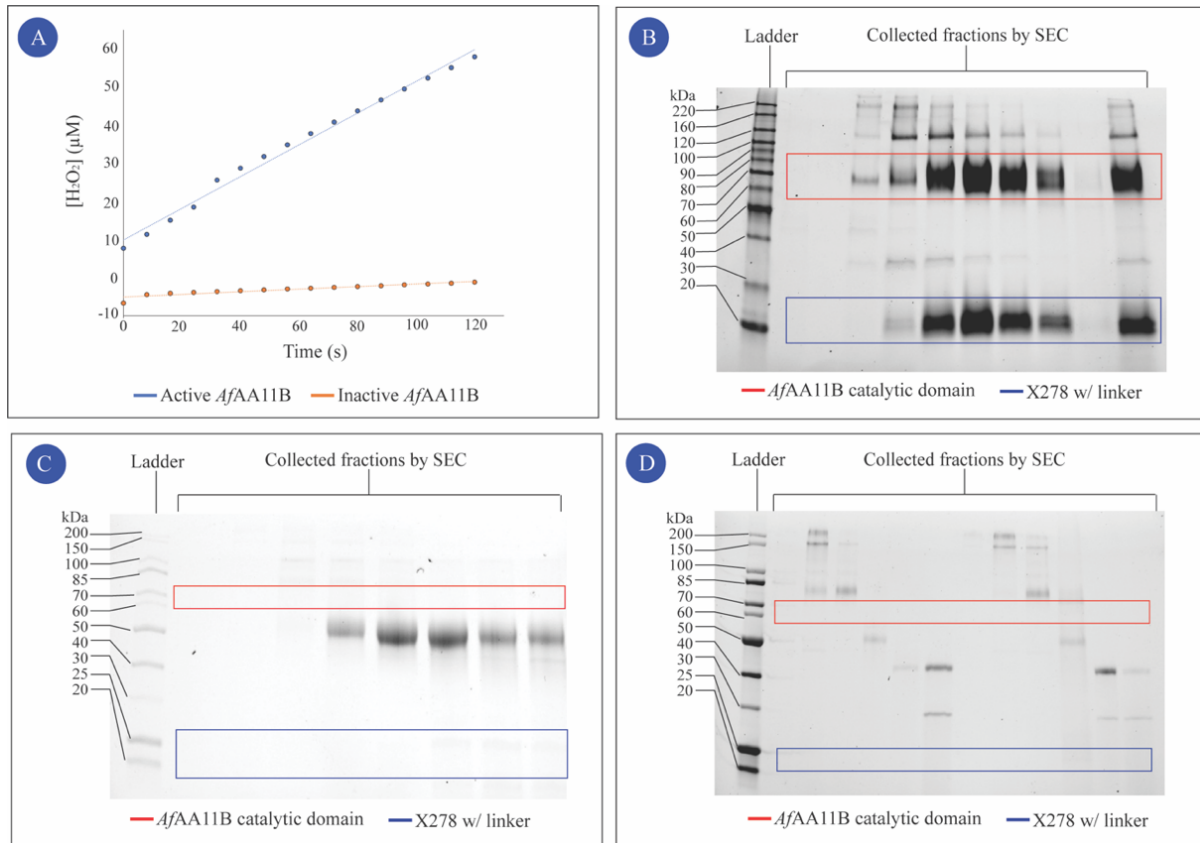 A
60
50
40
30
20
10
0
-10
[H₂O₂] (µM)
0 20 40 60 80 100 120
Time (s)
Active AfAA11B Inactive AfAA11B
B
Ladder Collected fractions by SEC
kDa
220
160
120
100
90
80
70
60
50
40
30
20
AfAA11B catalytic domain X278 w/ linker
C
Ladder Collected fractions by SEC
kDa
200
150
100
85
70
60
50
40
30
25
20
AfAA11B catalytic domain X278 w/ linker
D
Ladder Collected fractions by SEC
kDa
200
150
100
85
70
60
50
40
30
25
20
AfAA11B catalytic domain X278 w/ linker